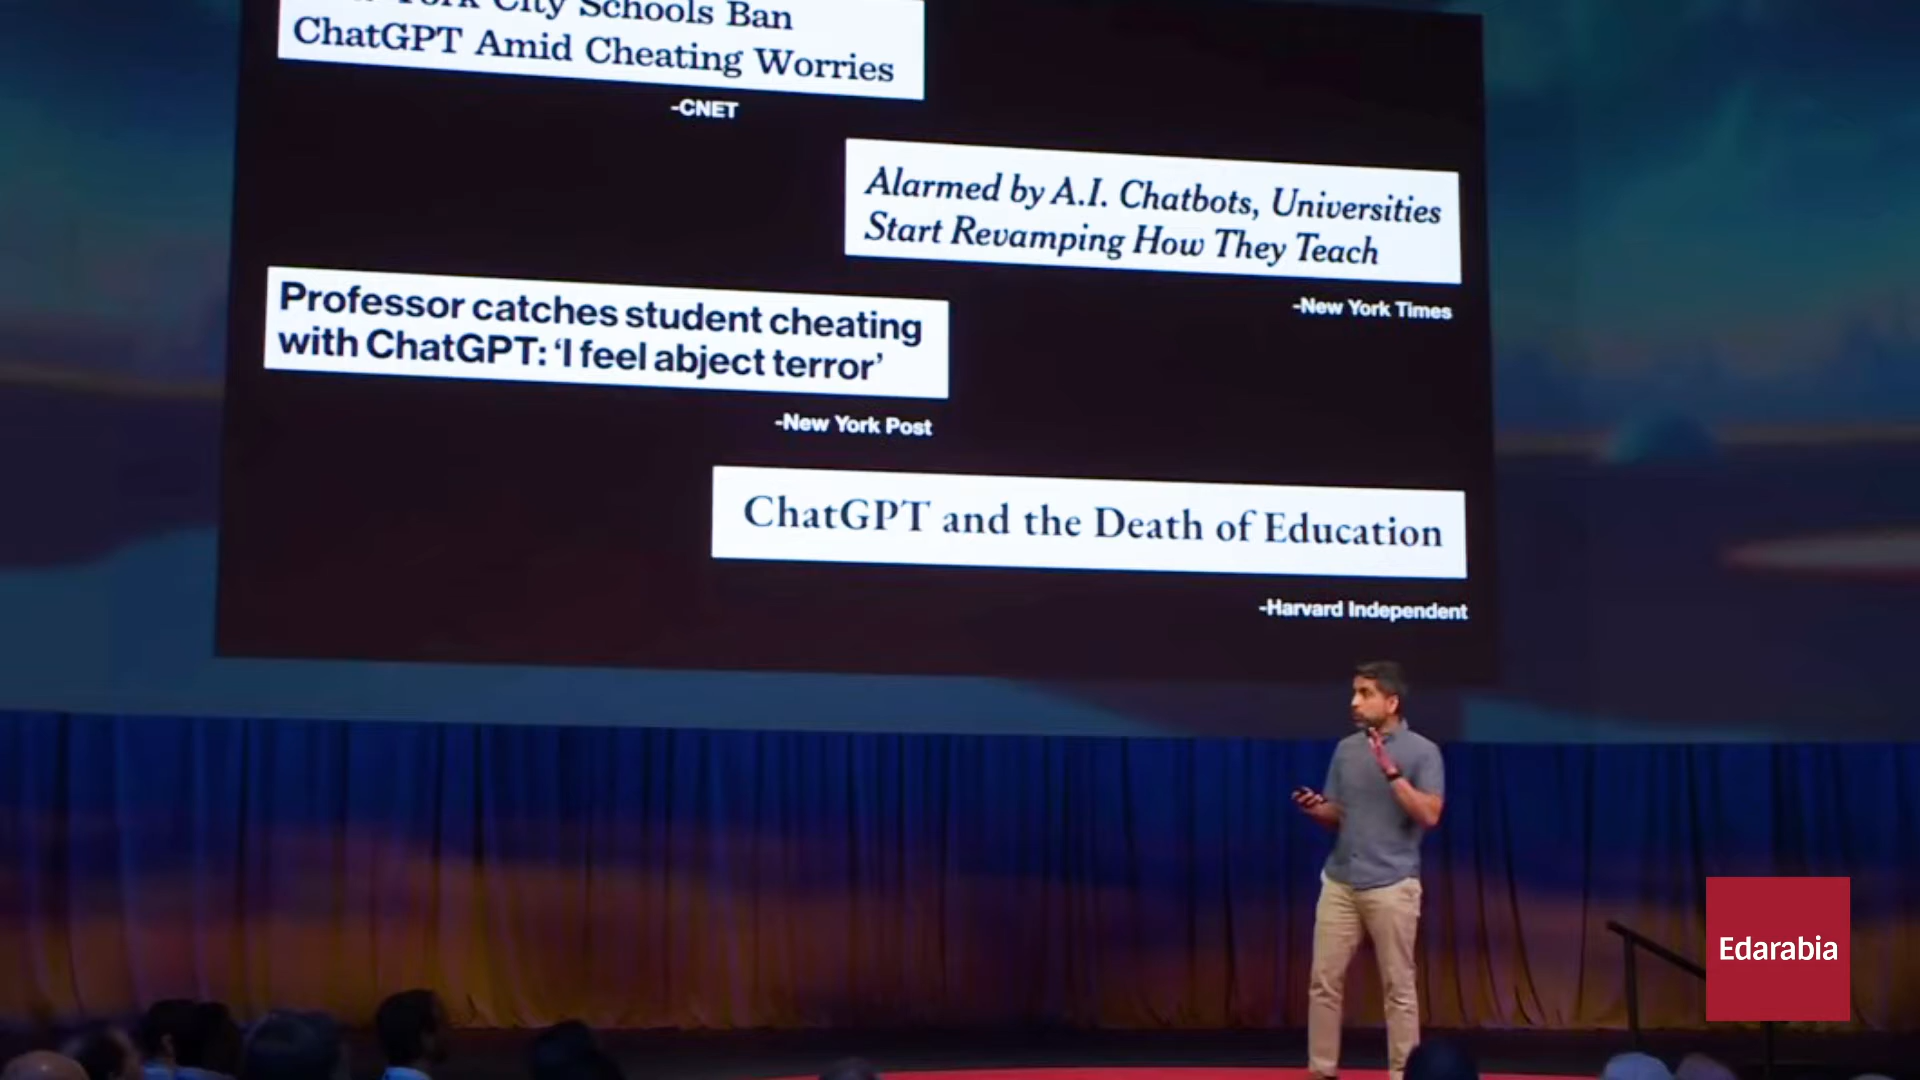 York City Schools Ban
ChatGPT Amid Cheating Worries
-CNET
Alarmed by A.I. Chatbots, Universities
Start Revamping How They Teach
-New York Times
Professor catches student cheating
with ChatGPT: ‘I feel abject terror’
-New York Post
ChatGPT and the Death of Education
-Harvard Independent
Edarabia